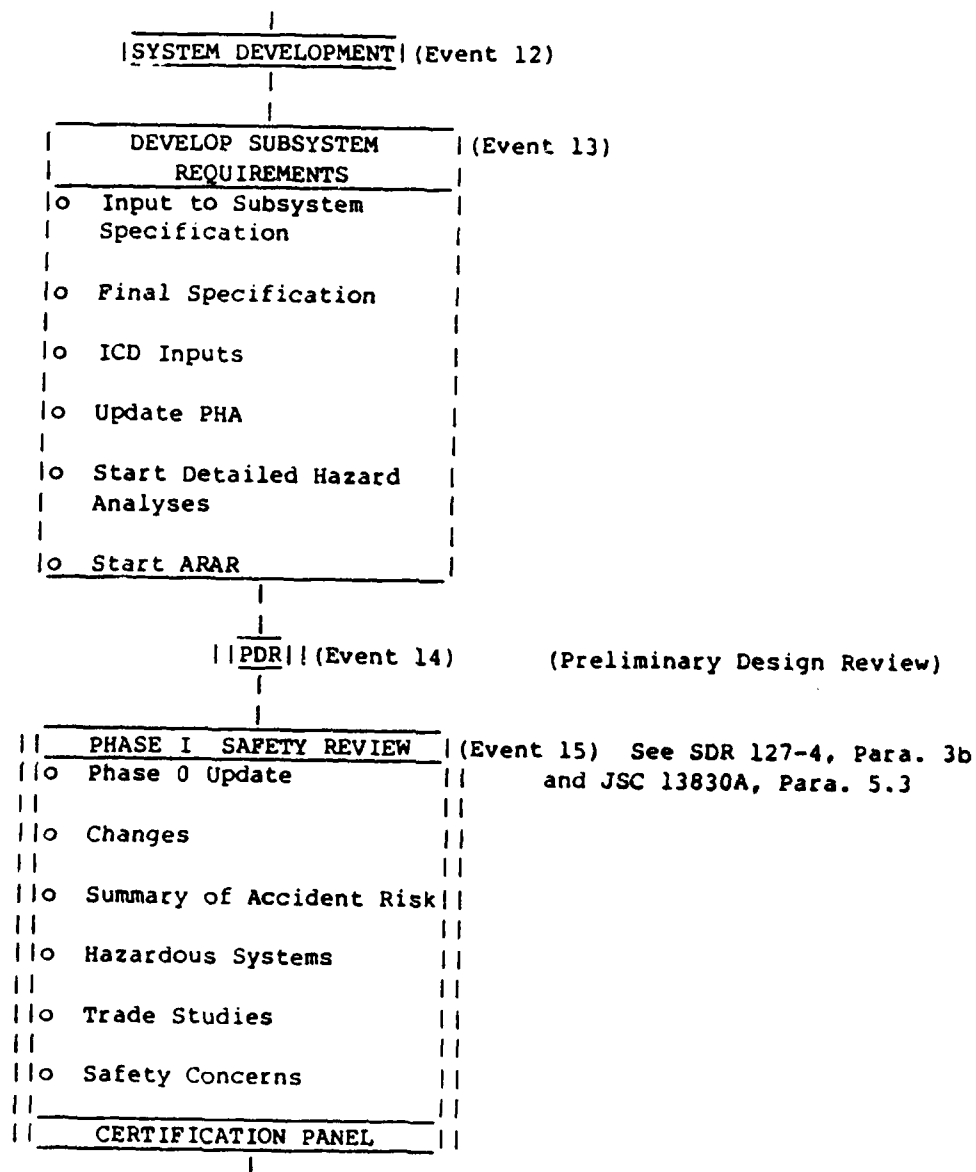 SYSTEM DEVELOPMENT (Event 12)
DEVELOP SUBSYSTEM (Event 13)
REQUIREMENTS
o Input to Subsystem
Specification
o Final Specification
o ICD Inputs
o Update PHA
o Start Detailed Hazard
Analyses
o Start ARAR
PDR (Event 14) (Preliminary Design Review)
PHASE I SAFETY REVIEW (Event 15) See SDR 127-4, Para. 3b
o Phase 0 Update and JSC 13830A, Para. 5.3
o Changes
o Summary of Accident Risk
o Hazardous Systems
o Trade Studies
o Safety Concerns
CERTIFICATION PANEL